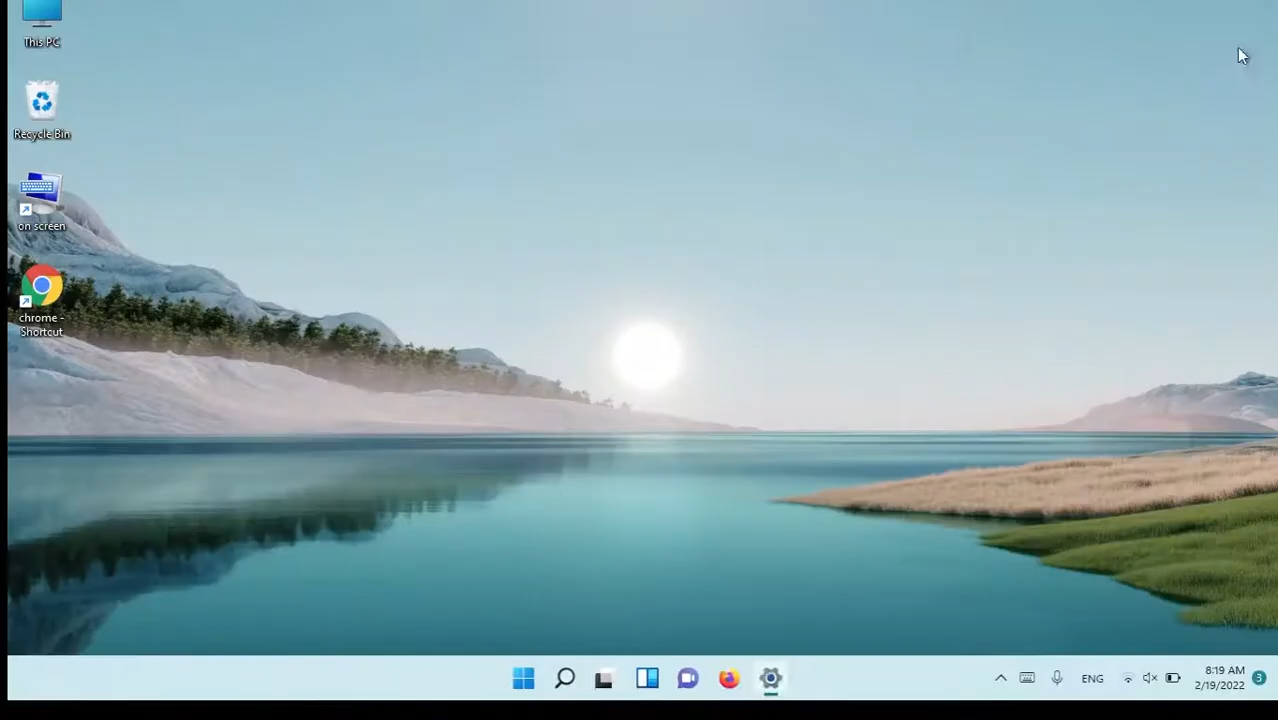 This PC
Recycle Bin
on screen
chrome -
Shortcut
ENG
8:19 AM
2/19/2022
3